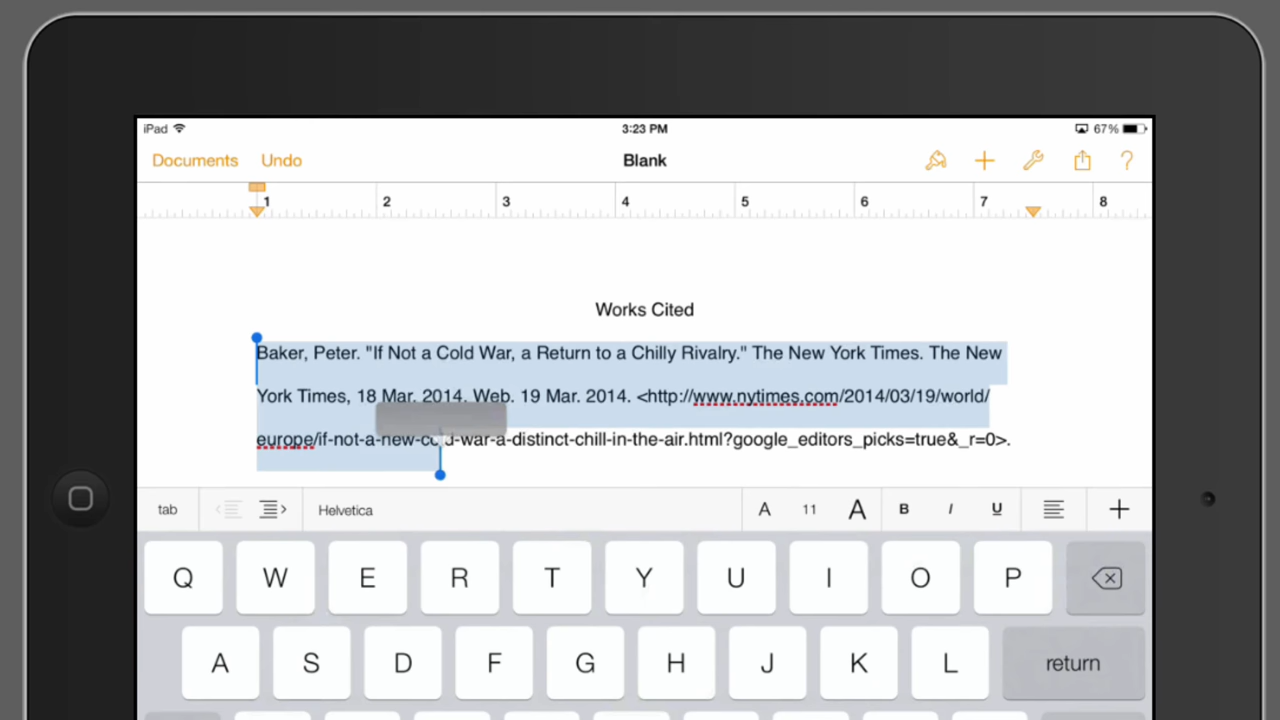 iPad 3:23 PM 67%
Documents Undo Blank ?
1 2 3 4 5 6 7 8
Works Cited
Baker, Peter. "If Not a Cold War, a Return to a Chilly Rivalry." The New York Times. The New
York Times, 18 Mar. 2014. Web. 19 Mar. 2014. <http://www.nytimes.com/2014/03/19/world/
europe/if-not-a-new-cold-war-a-distinct-chill-in-the-air.html?google_editors_picks=true&_r=0>.
tab Helvetica A 11 A B I U
Q W E R T Y U I O P
A S D F G H J K L return